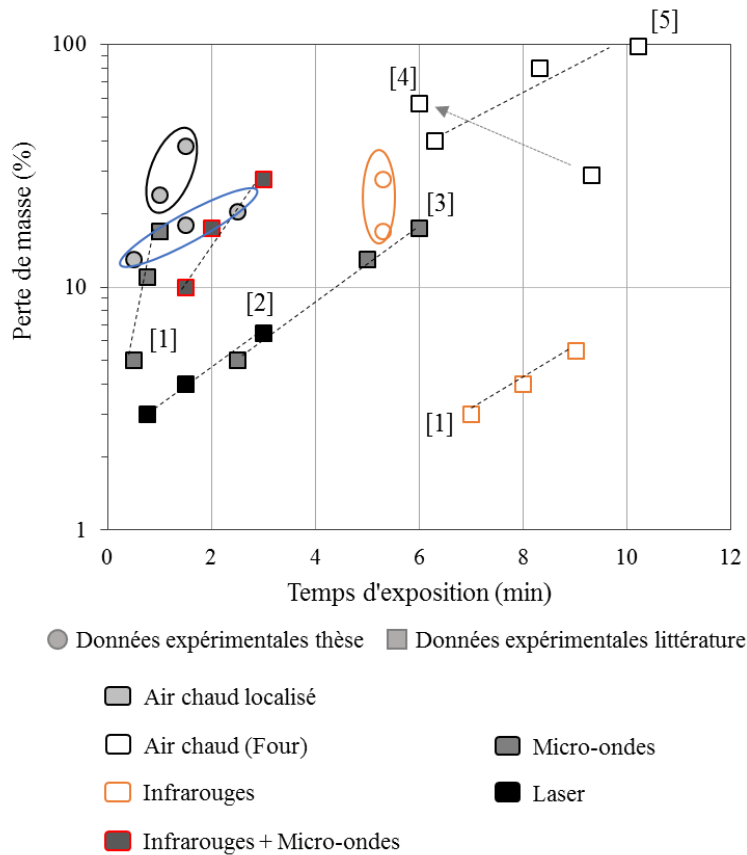 Perte de masse (%)
100
10
1
[5]
[4]
[3]
[2]
[1]
[1]
0 2 4 6 8 10 12
Temps d'exposition (min)
Données expérimentales thèse Données expérimentales littérature
Air chaud localisé
Air chaud (Four) Micro-ondes
Infrarouges Laser
Infrarouges + Micro-ondes